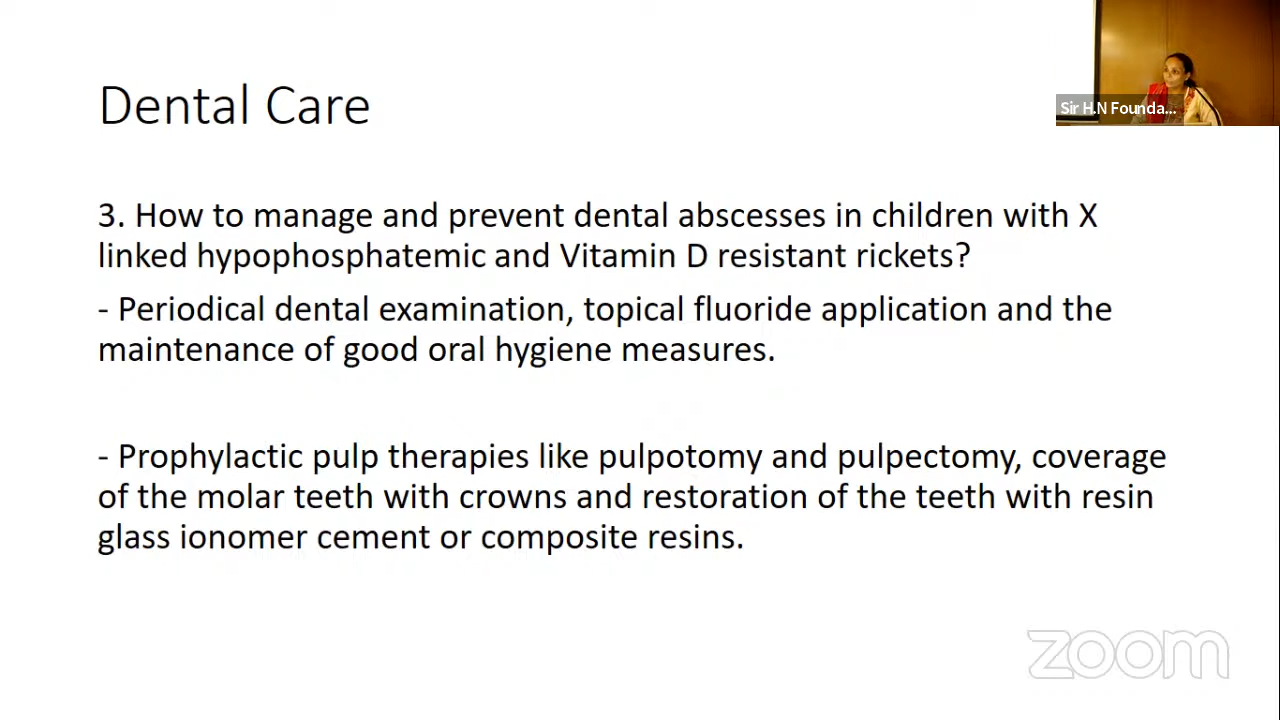 Dental Care
Sir H.N Founda...
3. How to manage and prevent dental abscesses in children with X
linked hypophosphatemic and Vitamin D resistant rickets?
- Periodical dental examination, topical fluoride application and the
maintenance of good oral hygiene measures.
- Prophylactic pulp therapies like pulpotomy and pulpectomy, coverage
of the molar teeth with crowns and restoration of the teeth with resin
glass ionomer cement or composite resins.
zoom